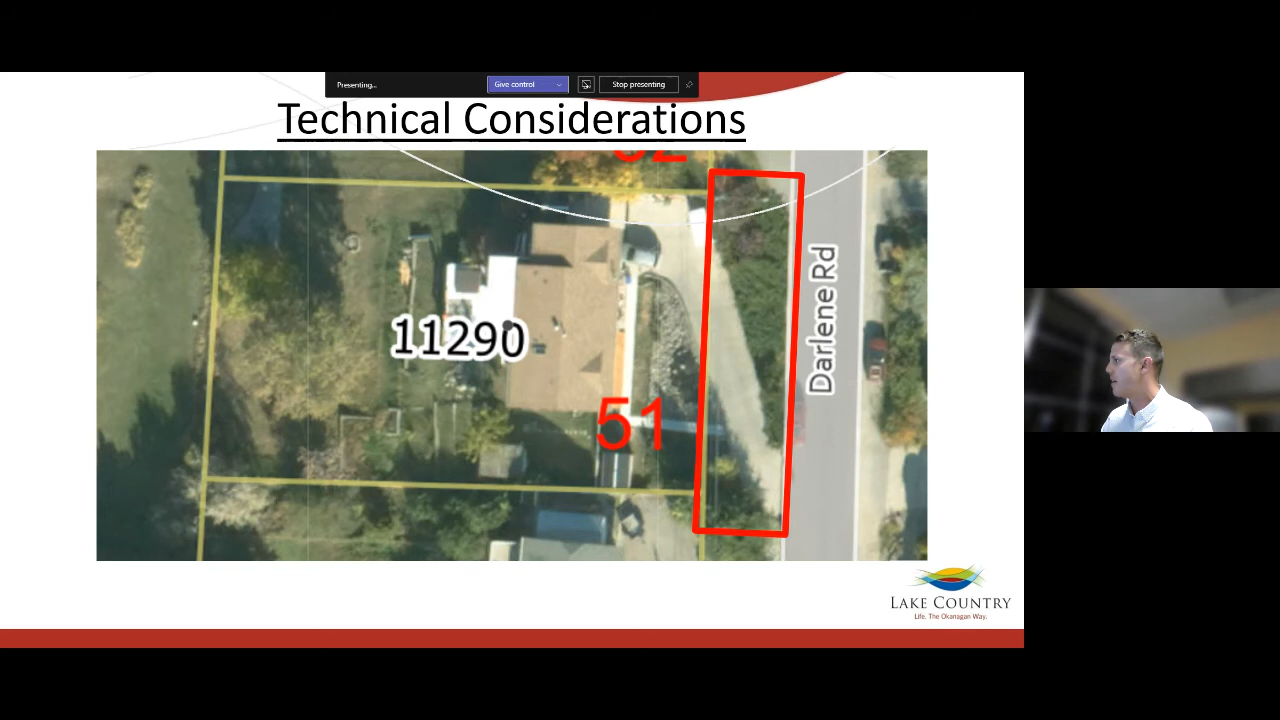 Presenting...
Give control
Stop presenting
Technical Considerations
11290
51
Darlene Rd
LAKE COUNTRY
Life. The Okanagan Way.